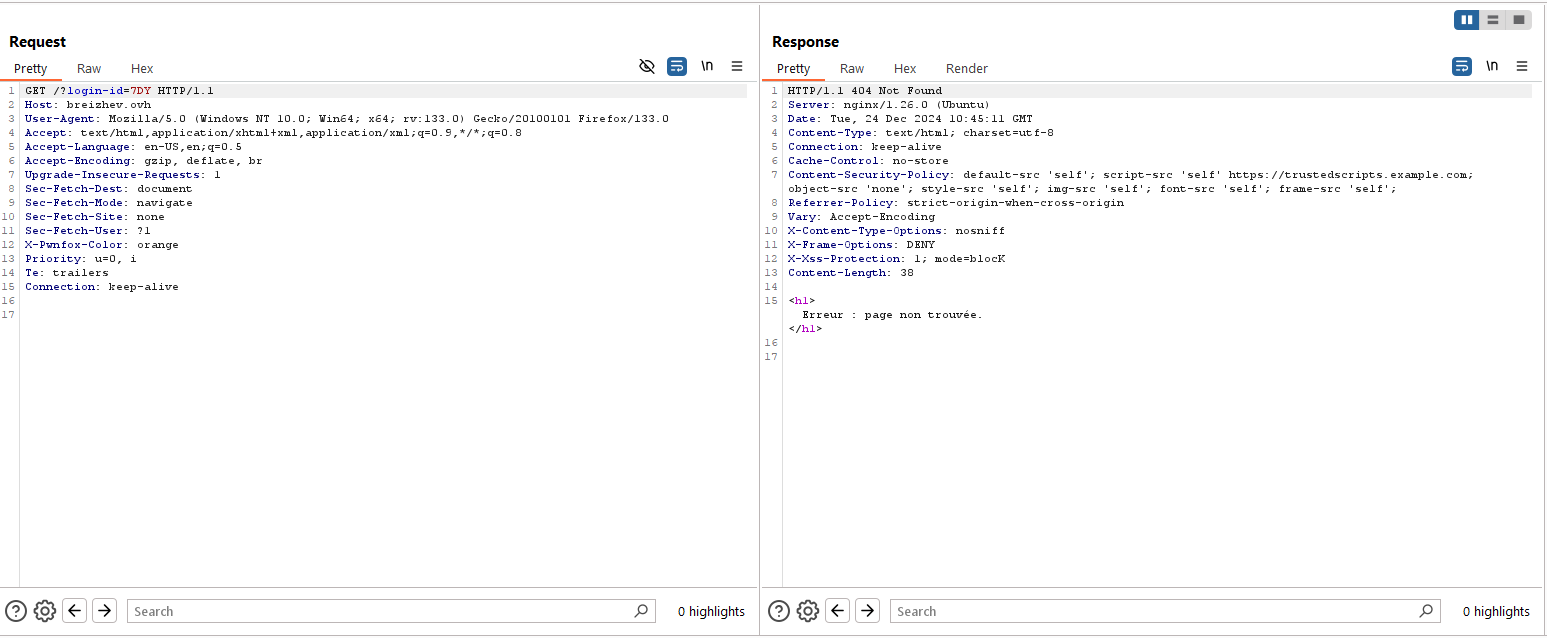 Request
Pretty Raw Hex \n
1 GET /?login-id=7DY HTTP/1.1
2 Host: breizhev.ovh
3 User-Agent: Mozilla/5.0 (Windows NT 10.0; Win64; x64; rv:133.0) Gecko/20100101 Firefox/133.0
4 Accept: text/html,application/xhtml+xml,application/xml;q=0.9,*/*;q=0.8
5 Accept-Language: en-US,en;q=0.5
6 Accept-Encoding: gzip, deflate, br
7 Upgrade-Insecure-Requests: 1
8 Sec-Fetch-Dest: document
9 Sec-Fetch-Mode: navigate
10 Sec-Fetch-Site: none
11 Sec-Fetch-User: ?1
12 X-Pwnfox-Color: orange
13 Priority: u=0, i
14 Te: trailers
15 Connection: keep-alive
16
17
? Search 0 highlights
Response
Pretty Raw Hex Render \n
1 HTTP/1.1 404 Not Found
2 Server: nginx/1.26.0 (Ubuntu)
3 Date: Tue, 24 Dec 2024 10:45:11 GMT
4 Content-Type: text/html; charset=utf-8
5 Connection: keep-alive
6 Cache-Control: no-store
7 Content-Security-Policy: default-src 'self'; script-src 'self' https://trustedscripts.example.com;
object-src 'none'; style-src 'self'; img-src 'self'; font-src 'self'; frame-src 'self';
8 Referrer-Policy: strict-origin-when-cross-origin
9 Vary: Accept-Encoding
10 X-Content-Type-Options: nosniff
11 X-Frame-Options: DENY
12 X-Xss-Protection: 1; mode=blocK
13 Content-Length: 38
14
15 <h1>
Erreur : page non trouvée.
</h1>
16
17
? Search 0 highlights